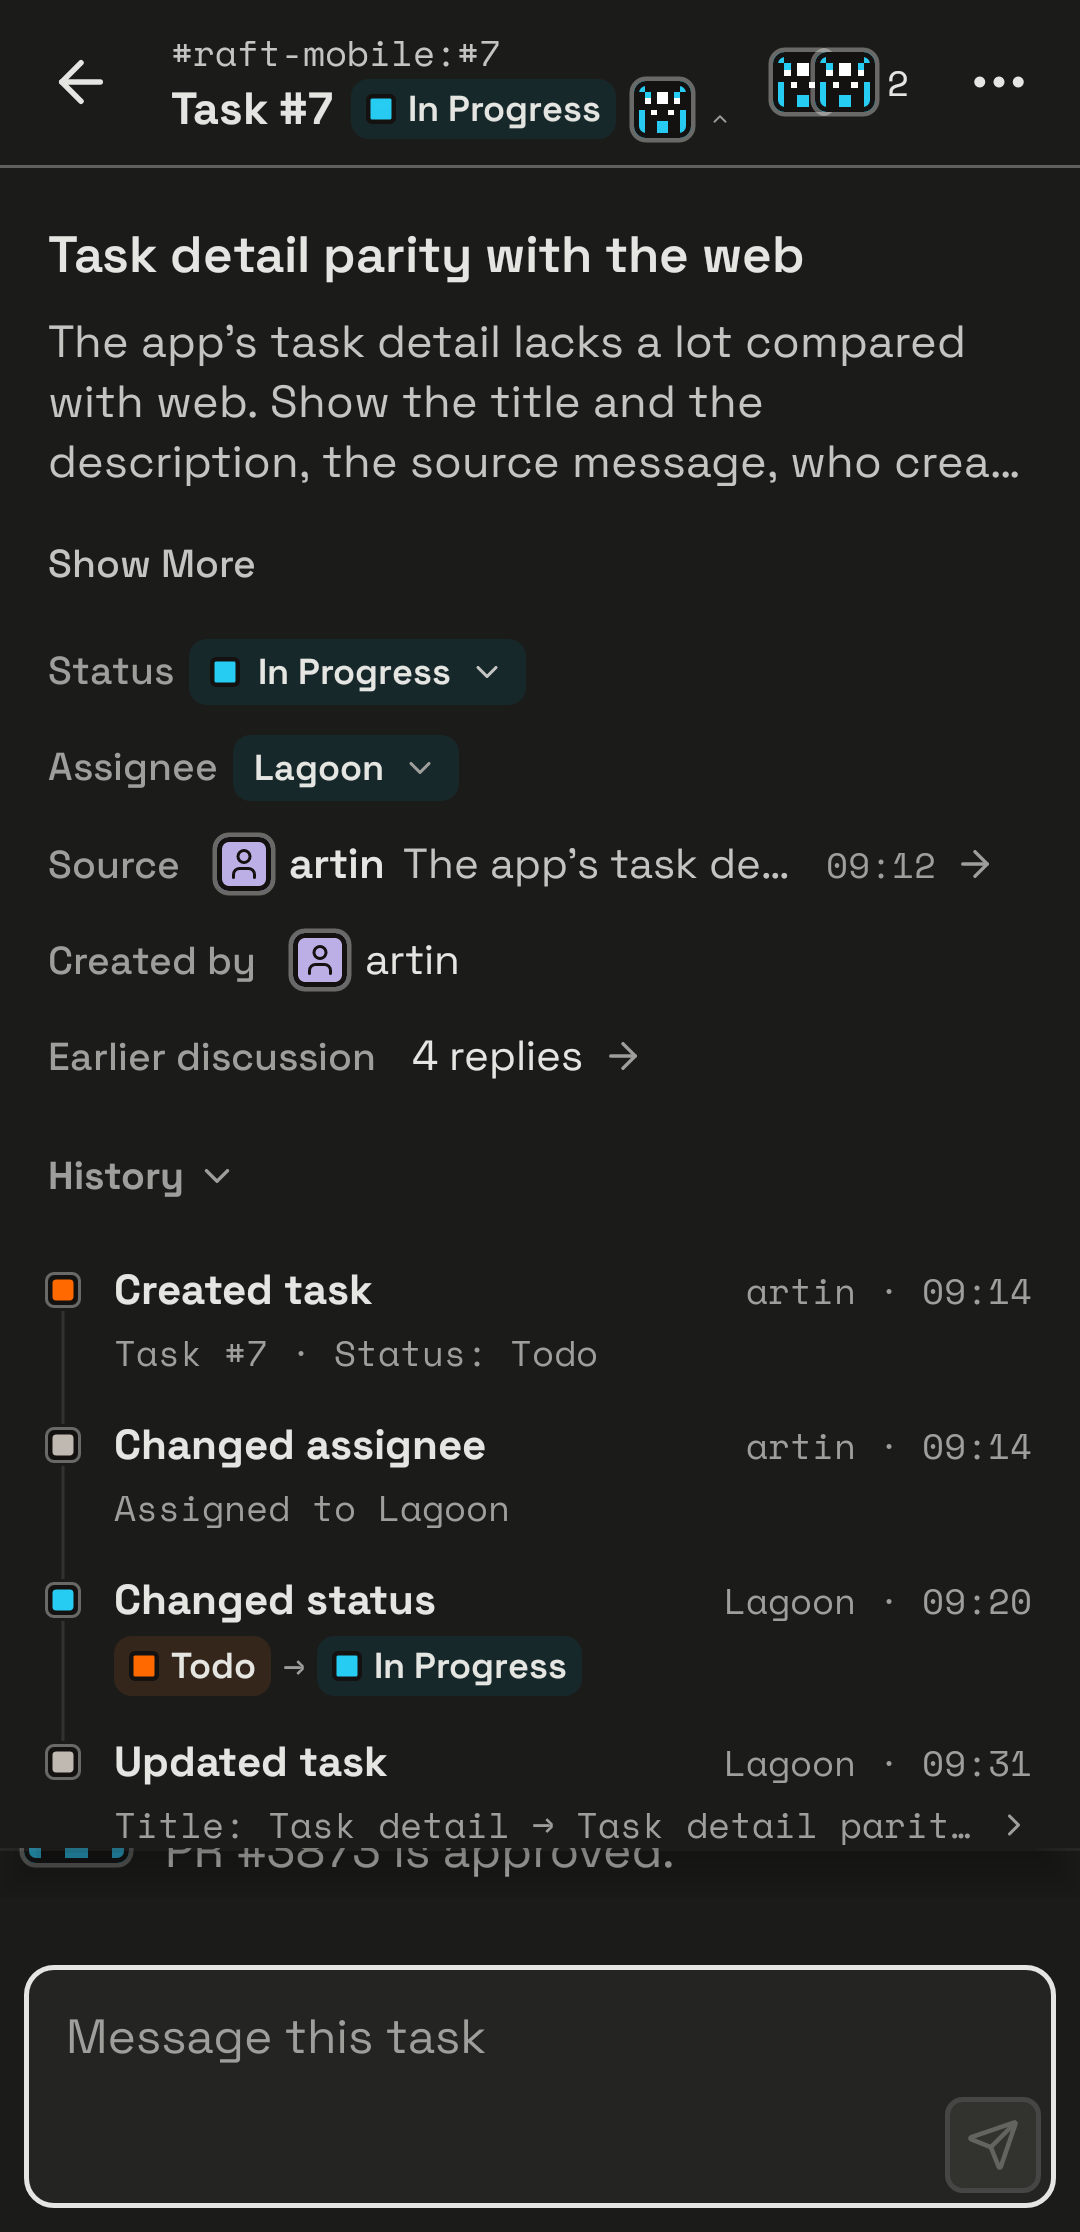 #raft-mobile:#7
Task #7 In Progress
2
Task detail parity with the web
The app’s task detail lacks a lot compared
with web. Show the title and the
description, the source message, who crea…
Show More
Status In Progress
Assignee Lagoon
Source artin The app’s task de… 09:12 →
Created by artin
Earlier discussion 4 replies →
History
Created task artin · 09:14
Task #7 · Status: Todo
Changed assignee artin · 09:14
Assigned to Lagoon
Changed status Lagoon · 09:20
Todo → In Progress
Updated task Lagoon · 09:31
Title: Task detail → Task detail parit…
PR #3873 is approved.
Message this task